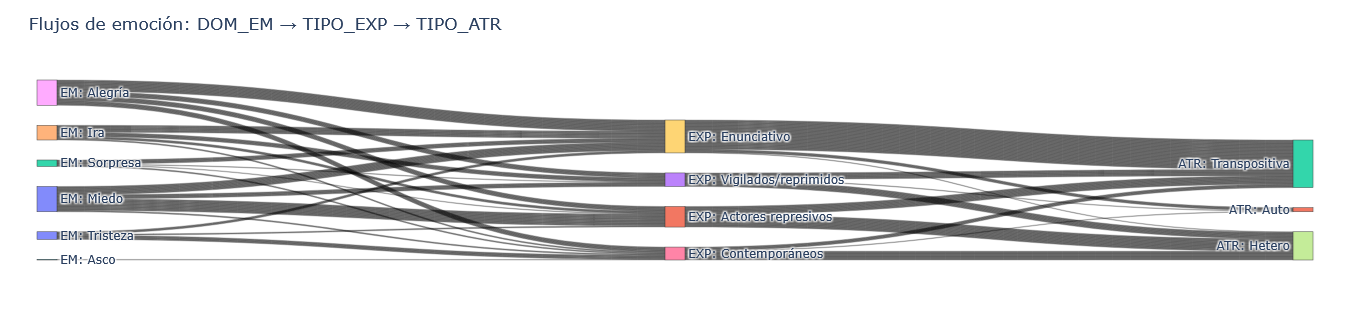 Flujos de emoción: DOM_EM → TIPO_EXP → TIPO_ATR
EM: Alegría
EM: Ira
EM: Sorpresa
EM: Miedo
EM: Tristeza
EM: Asco
EXP: Enunciativo
EXP: Vigilados/reprimidos
EXP: Actores represivos
EXP: Contemporáneos
ATR: Transpositiva
ATR: Auto
ATR: Hetero